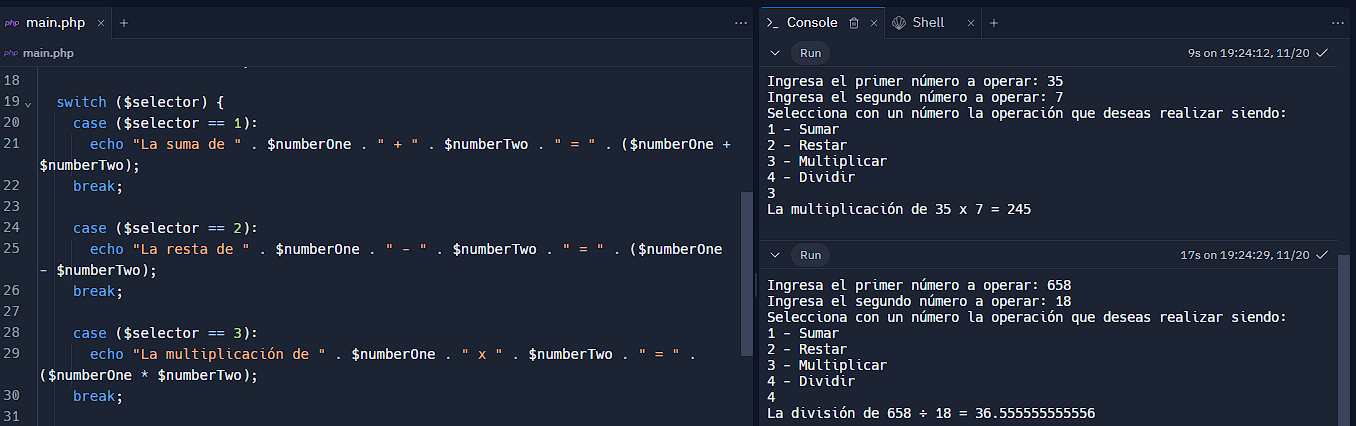 php main.php × +
php main.php
18
19 switch ($selector) {
20 case ($selector == 1):
21 echo "La suma de " . $numberOne . " + " . $numberTwo . " = " . ($numberOne +
$numberTwo);
22 break;
23
24 case ($selector == 2):
25 echo "La resta de " . $numberOne . " - " . $numberTwo . " = " . ($numberOne
- $numberTwo);
26 break;
27
28 case ($selector == 3):
29 echo "La multiplicación de " . $numberOne . " x " . $numberTwo . " = " .
($numberOne * $numberTwo);
30 break;
31
>_ Console × Shell × +
Run 9s on 19:24:12, 11/20
Ingresa el primer número a operar: 35
Ingresa el segundo número a operar: 7
Selecciona con un número la operación que deseas realizar siendo:
1 - Sumar
2 - Restar
3 - Multiplicar
4 - Dividir
3
La multiplicación de 35 x 7 = 245
Run 17s on 19:24:29, 11/20
Ingresa el primer número a operar: 658
Ingresa el segundo número a operar: 18
Selecciona con un número la operación que deseas realizar siendo:
1 - Sumar
2 - Restar
3 - Multiplicar
4 - Dividir
4
La división de 658 ÷ 18 = 36.555555555556